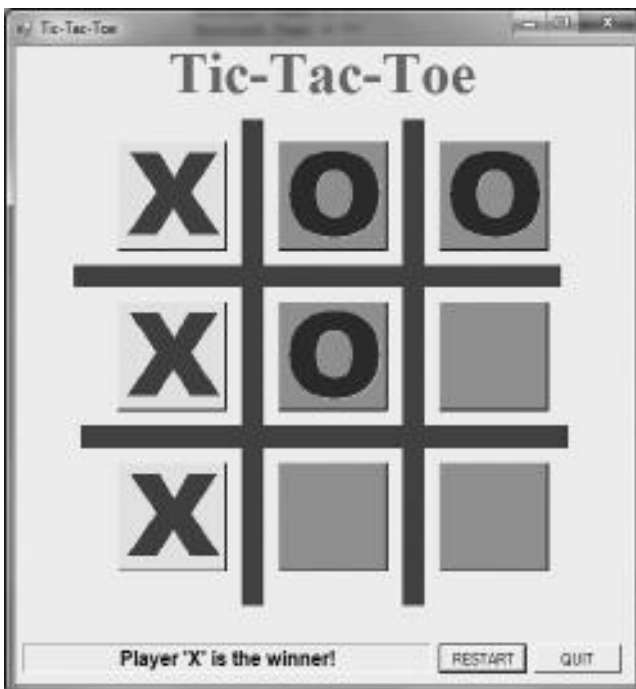 Tic-Tac-Toe
Tic-Tac-Toe
X O O
X O
X
Player 'X' is the winner!
RESTART
QUIT